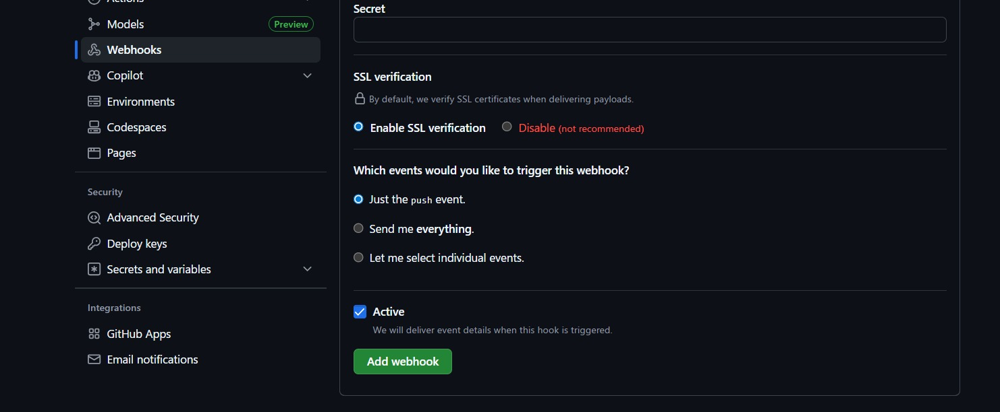 Actions
Models
Preview
Webhooks
Copilot
Environments
Codespaces
Pages
Security
Advanced Security
Deploy keys
Secrets and variables
Integrations
GitHub Apps
Email notifications
Secret
SSL verification
By default, we verify SSL certificates when delivering payloads.
Enable SSL verification
Disable (not recommended)
Which events would you like to trigger this webhook?
Just the push event.
Send me everything.
Let me select individual events.
Active
We will deliver event details when this hook is triggered.
Add webhook